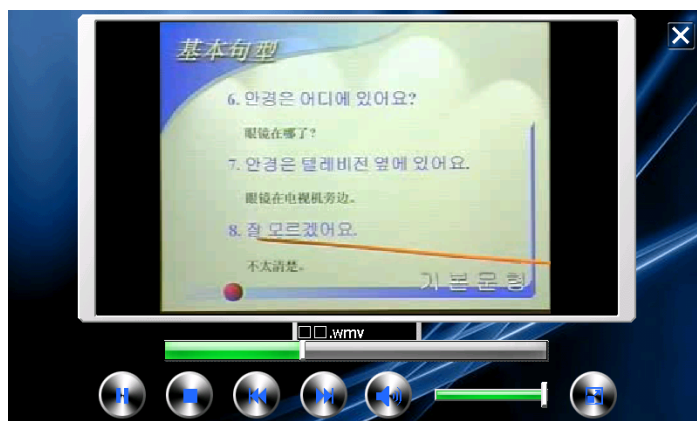 基本句型
6. 안경은 어디에 있어요?
眼镜在哪了?
7. 안경은 텔레비전 옆에 있어요.
眼镜在电视机旁边。
8. 잘 모르겠어요.
不太清楚。
기본문형
□□.wmv